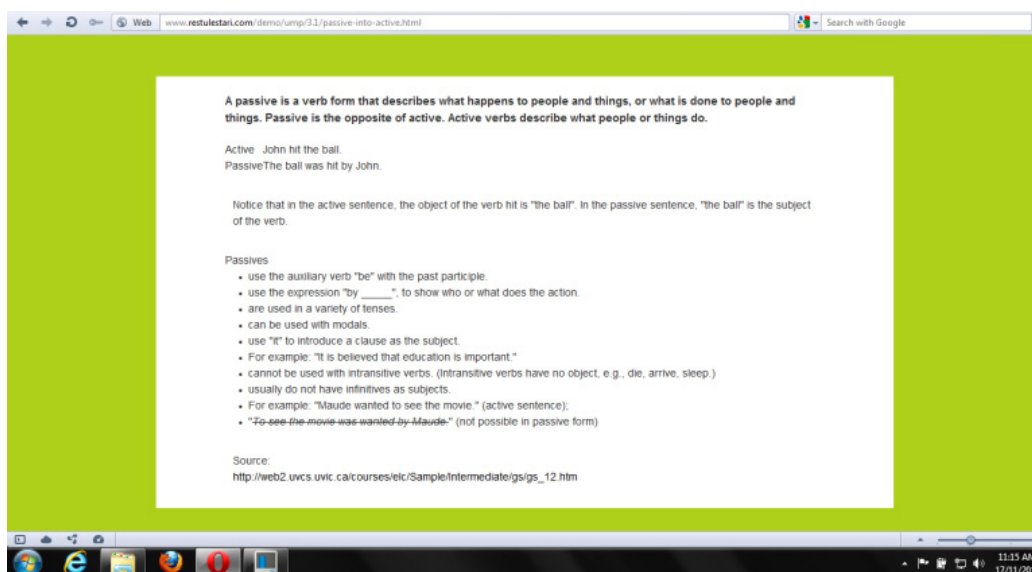 Web www.restulestari.com/demo/ump/3.1/passive-into-active.html Search with Google
A passive is a verb form that describes what happens to people and things, or what is done to people and
things. Passive is the opposite of active. Active verbs describe what people or things do.
Active John hit the ball.
PassiveThe ball was hit by John.
Notice that in the active sentence, the object of the verb hit is "the ball". In the passive sentence, "the ball" is the subject
of the verb.
Passives
• use the auxiliary verb "be" with the past participle.
• use the expression "by _____", to show who or what does the action.
• are used in a variety of tenses.
• can be used with modals.
• use "it" to introduce a clause as the subject.
• For example: "It is believed that education is important."
• cannot be used with intransitive verbs. (Intransitive verbs have no object, e.g., die, arrive, sleep.)
• usually do not have infinitives as subjects.
• For example: "Maude wanted to see the movie." (active sentence);
• "To see the movie was wanted by Maude." (not possible in passive form)
Source:
http://web2.uvcs.uvic.ca/courses/elc/Sample/Intermediate/gs/gs_12.htm
11:15 AM